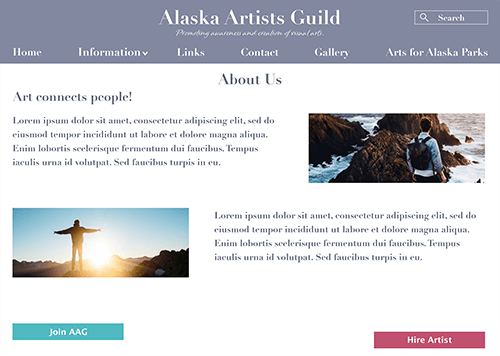 Alaska Artists Guild
Promoting awareness and creation of visual arts.
Search
Home Information Links Contact Gallery Arts for Alaska Parks
About Us
Art connects people!
Lorem ipsum dolor sit amet, consectetur adipiscing elit, sed do
eiusmod tempor incididunt ut labore et dolore magna aliqua.
Enim lobortis scelerisque fermentum dui faucibus. Tempus
iaculis urna id volutpat. Sed faucibus turpis in eu.
Lorem ipsum dolor sit amet, consectetur adipiscing elit, sed do
eiusmod tempor incididunt ut labore et dolore magna aliqua.
Enim lobortis scelerisque fermentum dui faucibus. Tempus
iaculis urna id volutpat. Sed faucibus turpis in eu.
Join AAG
Hire Artist